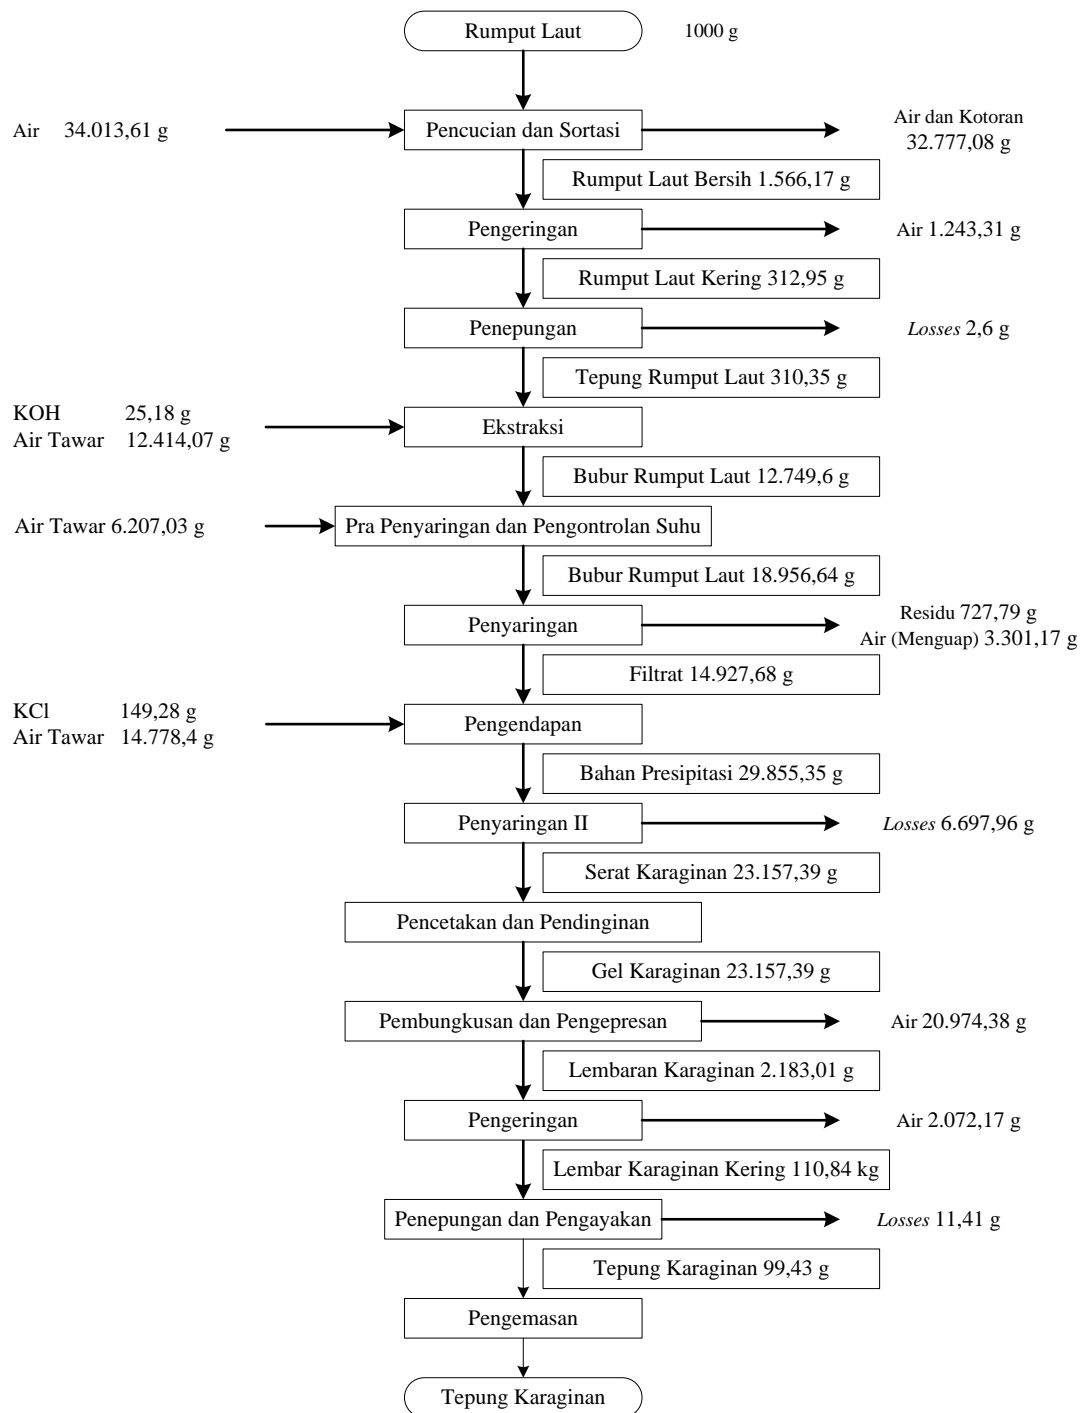 Rumput Laut 1000 g
Air 34.013,61 g
Pencucian dan Sortasi
Air dan Kotoran
32.777,08 g
Rumput Laut Bersih 1.566,17 g
Pengeringan
Air 1.243,31 g
Rumput Laut Kering 312,95 g
Penepungan
Losses 2,6 g
Tepung Rumput Laut 310,35 g
KOH 25,18 g
Air Tawar 12.414,07 g
Ekstraksi
Bubur Rumput Laut 12.749,6 g
Air Tawar 6.207,03 g
Pra Penyaringan dan Pengontrolan Suhu
Bubur Rumput Laut 18.956,64 g
Penyaringan
Residu 727,79 g
Air (Menguap) 3.301,17 g
Filtrat 14.927,68 g
KCl 149,28 g
Air Tawar 14.778,4 g
Pengendapan
Bahan Presipitasi 29.855,35 g
Penyaringan II
Losses 6.697,96 g
Serat Karaginan 23.157,39 g
Pencetakan dan Pendinginan
Gel Karaginan 23.157,39 g
Pembungkusan dan Pengepresan
Air 20.974,38 g
Lembaran Karaginan 2.183,01 g
Pengeringan
Air 2.072,17 g
Lembar Karaginan Kering 110,84 kg
Penepungan dan Pengayakan
Losses 11,41 g
Tepung Karaginan 99,43 g
Pengemasan
Tepung Karaginan